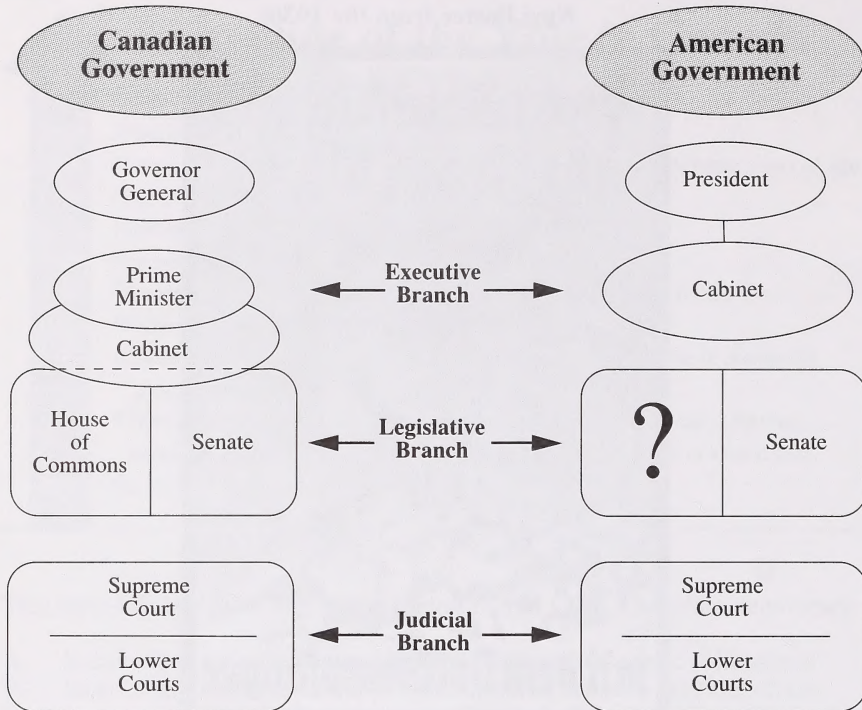 Canadian
Government
American
Government
Governor
General
President
Prime
Minister
Executive
Branch
Cabinet
Cabinet
House
of
Commons
Senate
Legislative
Branch
?
Senate
Supreme
Court
Judicial
Branch
Supreme
Court
Lower
Courts
Lower
Courts